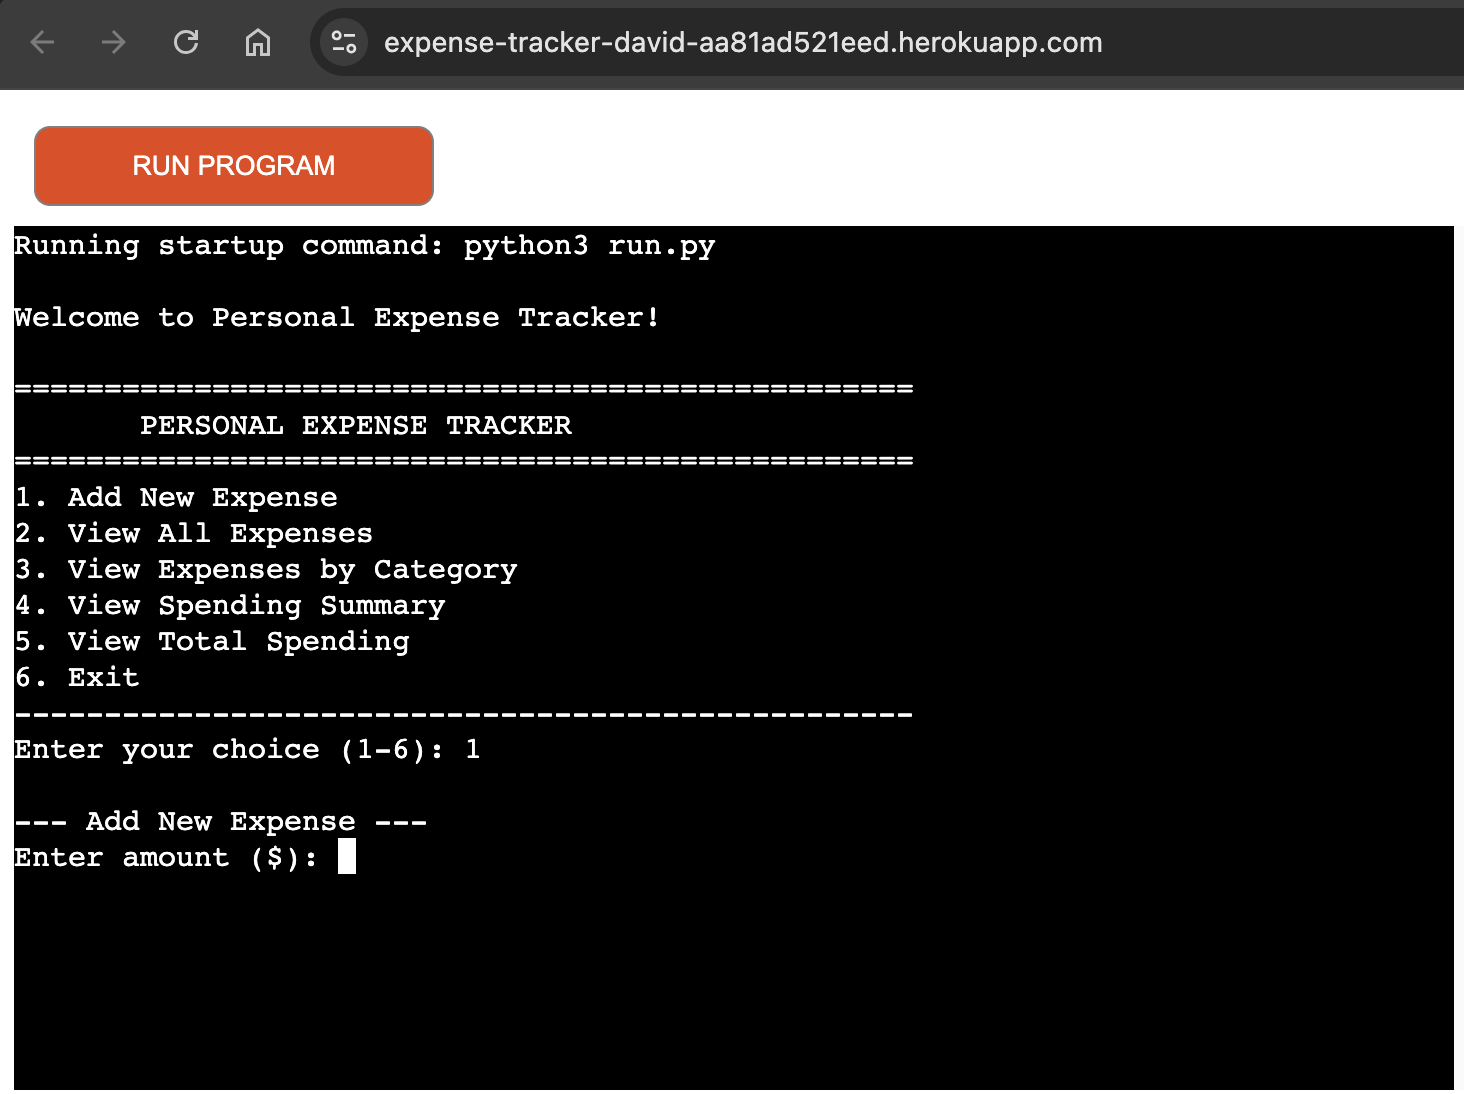 expense-tracker-david-aa81ad521eed.herokuapp.com
RUN PROGRAM
Running startup command: python3 run.py
Welcome to Personal Expense Tracker!
==================================================
PERSONAL EXPENSE TRACKER
==================================================
1. Add New Expense
2. View All Expenses
3. View Expenses by Category
4. View Spending Summary
5. View Total Spending
6. Exit
--------------------------------------------------
Enter your choice (1-6): 1
--- Add New Expense ---
Enter amount ($):